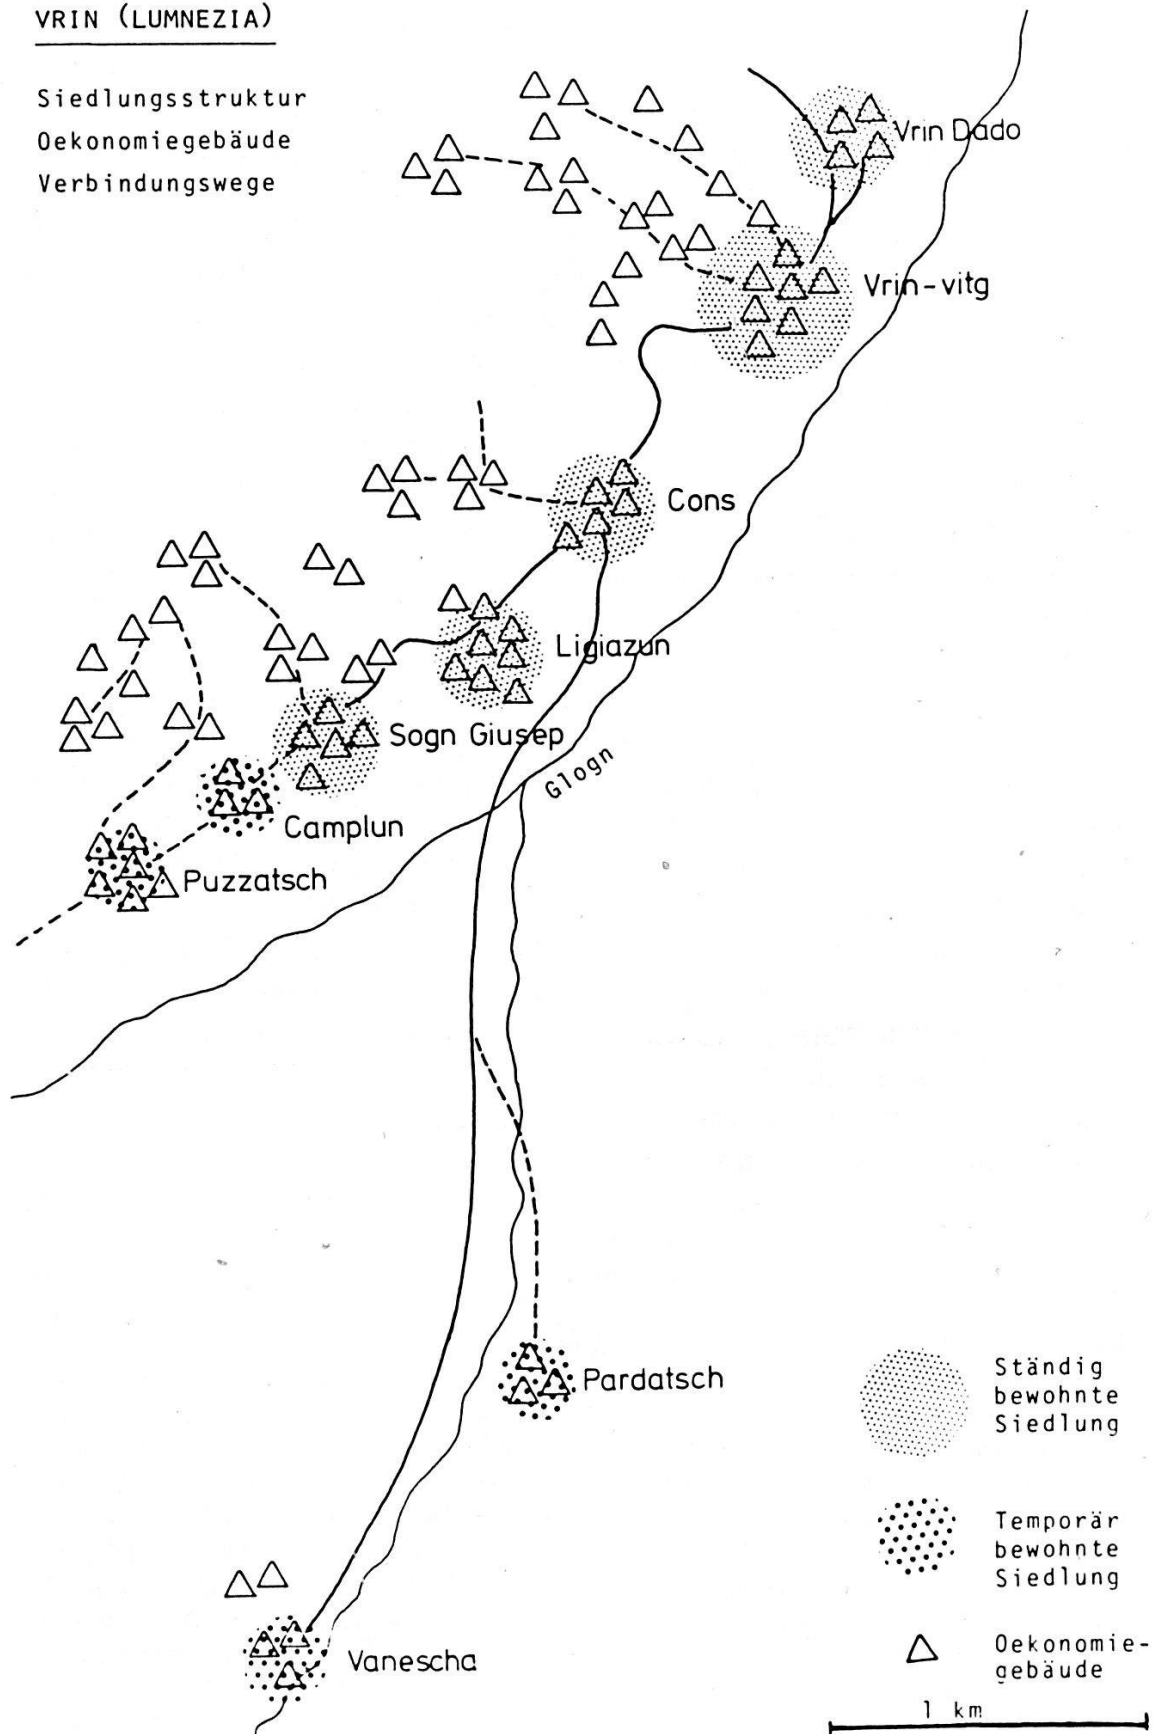 VRIN (LUMNEZIA)
Siedlungsstruktur
Oekonomiegebäude
Verbindungswege
Vrin Dado
Vrin-vitg
Cons
Ligiazun
Sogn Giusep
Glogn
Camplun
Puzzatsch
Pardatsch
Vanescha
Ständig
bewohnte
Siedlung
Temporär
bewohnte
Siedlung
Oekonomie-
gebäude
1 km